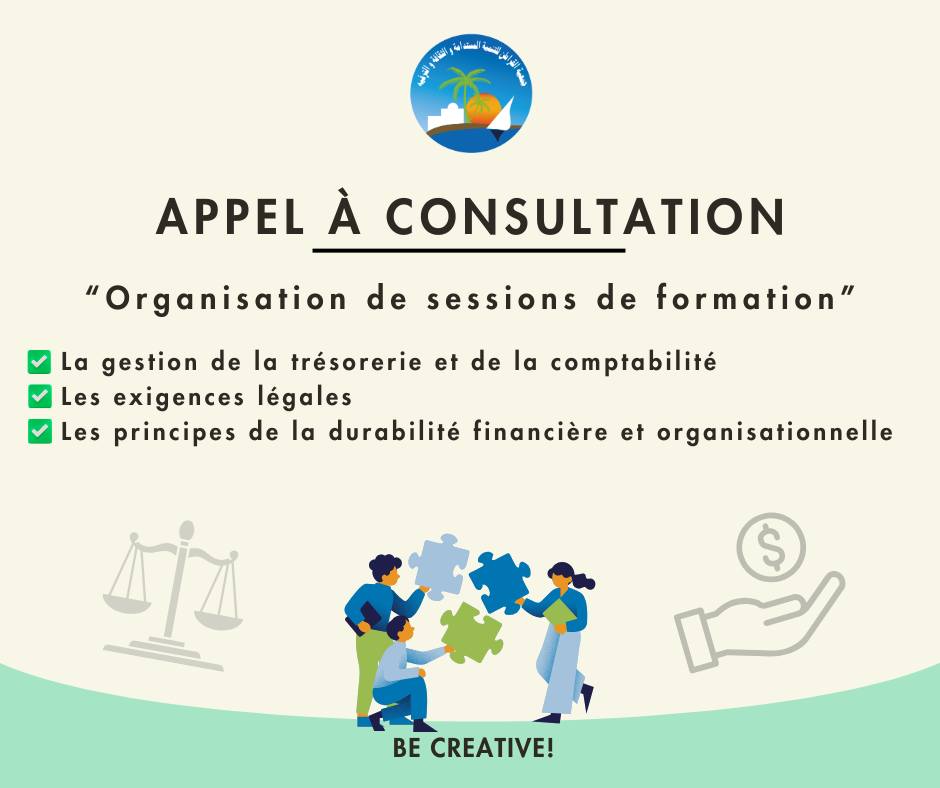 جمعية القراطن للتنمية المستدامة و الثقافة و الترفيه
APPEL À CONSULTATION
“Organisation de sessions de formation”
La gestion de la trésorerie et de la comptabilité
Les exigences légales
Les principes de la durabilité financière et organisationnelle
$
BE CREATIVE!